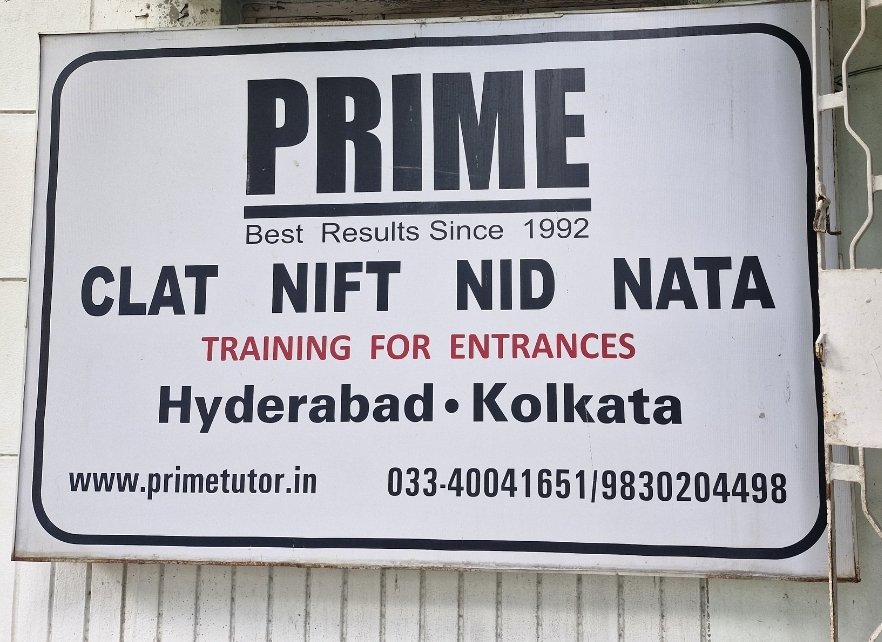 PRIME
Best Results Since 1992
CLAT NIFT NID NATA
TRAINING FOR ENTRANCES
Hyderabad • Kolkata
www.primetutor.in 033-40041651/9830204498